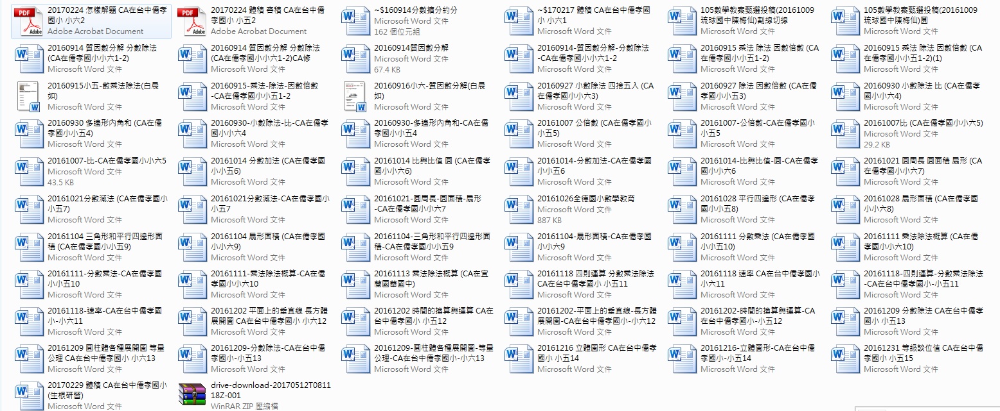 20170224 怎樣解題 CA在台中僑孝
國小 小六2
Adobe Acrobat Document
20170224 體積 容積 CA在台中僑
孝國小 小五2
Adobe Acrobat Document
~$160914分數擴分約分
Microsoft Word 文件
162 個位元組
~$170217 體積 CA在台中僑孝國
小 小六1
Microsoft Word 文件
105數學教案甄選投稿(20161009
琉球國中陳梅仙)割線切線
Microsoft Word 文件
105數學教案甄選投稿(20161009
琉球國中陳梅仙)圓
Microsoft Word 文件
20160914 質因數分解 分數除法
(CA在僑孝國小小六1-2)
Microsoft Word 文件
20160914 質因數分解 分數除法
(CA在僑孝國小小六1-2)CA修
Microsoft Word 文件
20160914質因數分解
Microsoft Word 文件
67.4 KB
20160914-質因數分解-分數除法
-CA在僑孝國小小六1-2
Microsoft Word 文件
20160915 乘法 除法 因數倍數 (CA
在僑孝國小小五1-2)
Microsoft Word 文件
20160915 乘法 除法 因數倍數 (CA
在僑孝國小小五1-2)(1)
Microsoft Word 文件
20160915小五-數乘法除法(白晨
如)
Microsoft Word 文件
20160915-乘法-除法-因數倍數
-CA在僑孝國小小五1-2
Microsoft Word 文件
20160916小六-質因數分解(白晨
如)
Microsoft Word 文件
20160927 小數除法 四捨五入 (CA
在僑孝國小小六3)
Microsoft Word 文件
20160927 除法 因數倍數 (CA在僑
孝國小小五3)
Microsoft Word 文件
20160930 小數除法 比 (CA在僑孝
國小小六4)
Microsoft Word 文件
20160930 多邊形內角和 (CA在僑
孝國小小五4)
Microsoft Word 文件
20160930-小數除法-比-CA在僑孝
國小小六4
Microsoft Word 文件
20160930-多邊形內角和-CA在僑
孝國小小五4
Microsoft Word 文件
20161007 公倍數 (CA在僑孝國小
小五5)
Microsoft Word 文件
20161007-公倍數-CA在僑孝國小
小五5
Microsoft Word 文件
20161007比 (CA在僑孝國小小六5)
Microsoft Word 文件
29.2 KB
20161007-比-CA在僑孝國小小六5
Microsoft Word 文件
43.5 KB
20161014 分數加法 (CA在僑孝國
小小五6)
Microsoft Word 文件
20161014 比與比值 圓 (CA在僑孝
國小小六6)
Microsoft Word 文件
20161014-分數加法-CA在僑孝國
小小五6
Microsoft Word 文件
20161014-比與比值-圓-CA在僑孝
國小小六6
Microsoft Word 文件
20161021 圓周長 圓面積 扇形 (CA
在僑孝國小小六7)
Microsoft Word 文件
20161021分數減法 (CA在僑孝國小
小五7)
Microsoft Word 文件
20161021分數減法-CA在僑孝國小
小五7
Microsoft Word 文件
20161021-圓周長-圓面積-扇形
-CA在僑孝國小小六7
Microsoft Word 文件
20161026全德國小數學教育
Microsoft Word 文件
887 KB
20161028 平行四邊形 (CA在僑孝
國小小五8)
Microsoft Word 文件
20161028 扇形面積 (CA在僑孝國
小小六8)
Microsoft Word 文件
20161104 三角形和平行四邊形面
積 (CA在僑孝國小小五9)
Microsoft Word 文件
20161104 扇形面積 (CA在僑孝國
小小六9)
Microsoft Word 文件
20161104-三角形和平行四邊形面
積-CA在僑孝國小小五9
Microsoft Word 文件
20161104-扇形面積-CA在僑孝國
小小六9
Microsoft Word 文件
20161111 分數乘法 (CA在僑孝國
小小五10)
Microsoft Word 文件
20161111 乘法除法概算 (CA在僑
孝國小小六10)
Microsoft Word 文件
20161111-分數乘法-CA在僑孝國
小小五10
Microsoft Word 文件
20161111-乘法除法概算-CA在僑
孝國小小六10
Microsoft Word 文件
20161113 乘法除法概算 (CA在宜
蘭國華國中)
Microsoft Word 文件
20161118 四則運算 分數乘法除法
CA在台中僑孝國小 小五11
Microsoft Word 文件
20161118 速率 CA在台中僑孝國小
小六11
Microsoft Word 文件
20161118-四則運算-分數乘法除法
-CA在台中僑孝國小-小五11
Microsoft Word 文件
20161118-速率-CA在台中僑孝國
小-小六11
Microsoft Word 文件
20161202 平面上的垂直線 長方體
展開圖 CA在台中僑孝國小 小六12
Microsoft Word 文件
20161202 時間的換算與運算 CA在
台中僑孝國小 小五12
Microsoft Word 文件
20161202-平面上的垂直線-長方體
展開圖-CA在台中僑孝國小-小六12
Microsoft Word 文件
20161202-時間的換算與運算-CA
在台中僑孝國小-小五12
Microsoft Word 文件
20161209 分數除法 CA在台中僑孝
國小 小五13
Microsoft Word 文件
20161209 圓柱體各種展開圖 等量
公理 CA在台中僑孝國小 小六13
Microsoft Word 文件
20161209-分數除法-CA在台中僑
孝國小-小五13
Microsoft Word 文件
20161209-圓柱體各種展開圖-等量
公理-CA在台中僑孝國小-小六13
Microsoft Word 文件
20161216 立體圖形 CA在台中僑孝
國小 小五14
Microsoft Word 文件
20161216-立體圖形-CA在台中僑
孝國小-小五14
Microsoft Word 文件
20161231 等級談位值 CA在台中僑
孝國小 小五15
Microsoft Word 文件
20170229 體積 CA在台中僑孝國小
(生根研習)
Microsoft Word 文件
drive-download-20170512T0811
18Z-001
WinRAR ZIP 壓縮檔